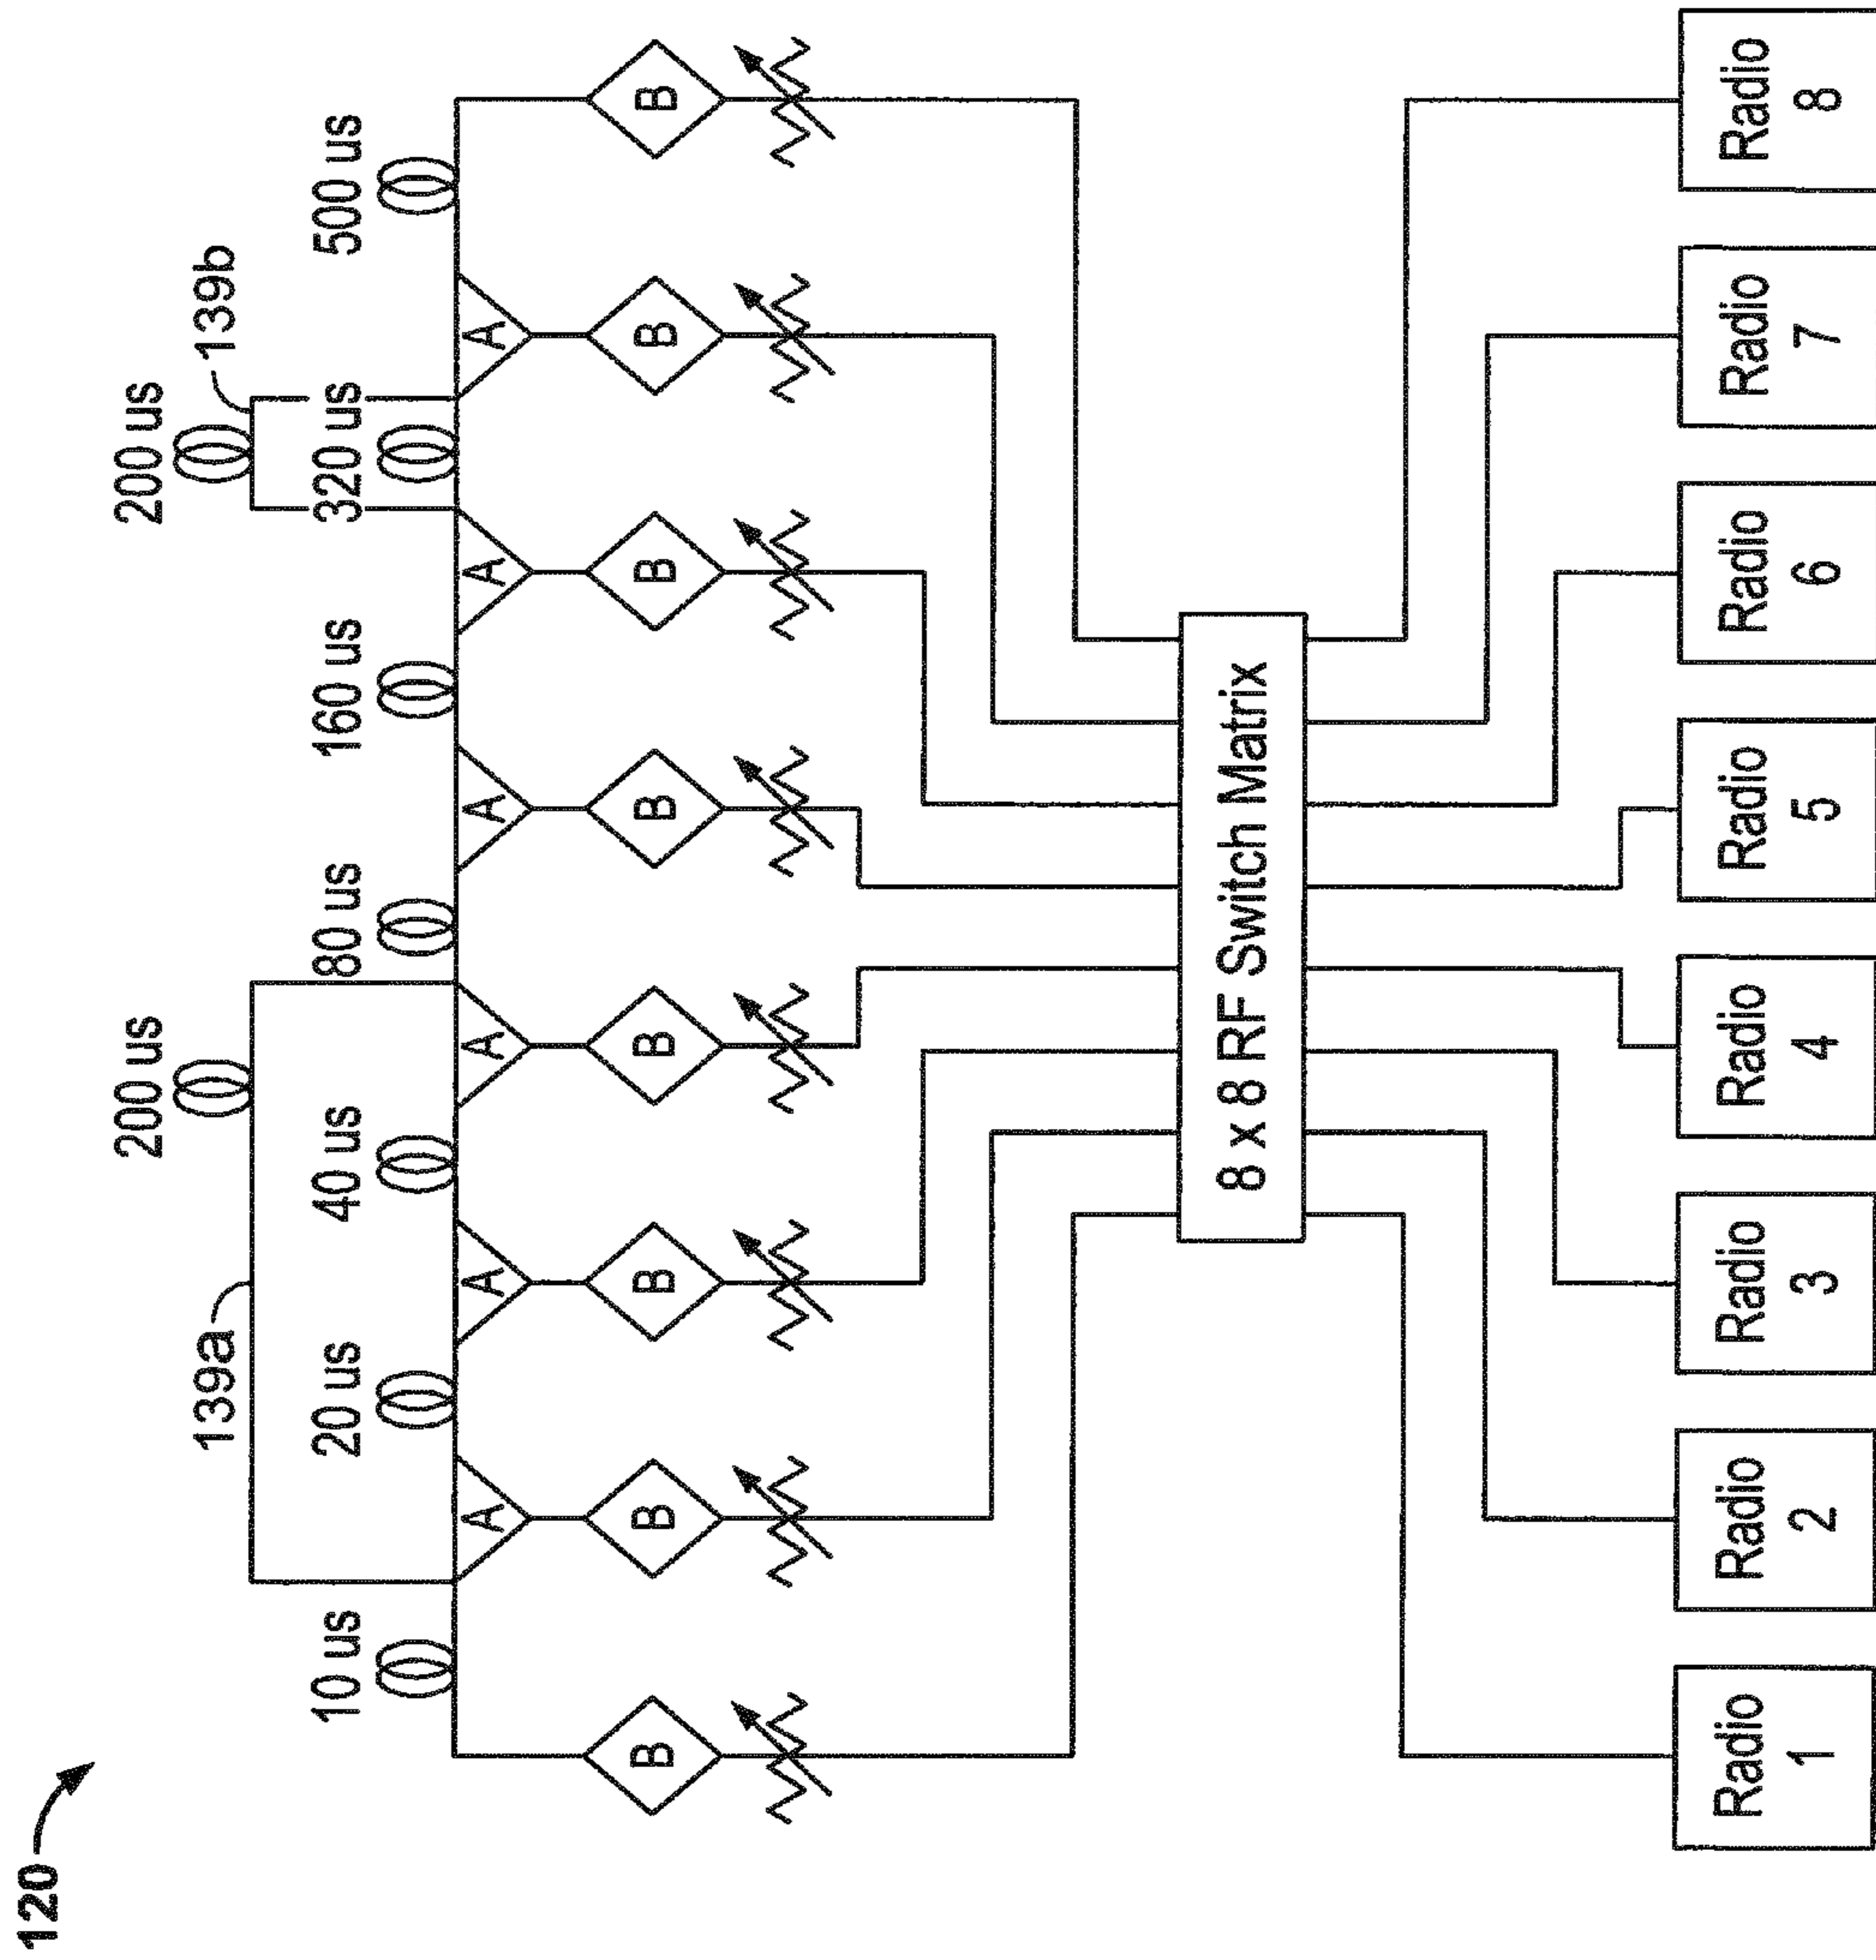 120
200 us
200 us
139a
139b
10 us
20 us
40 us
80 us
160 us
320 us
500 us
A
A
A
A
A
A
B
B
B
B
B
B
B
B
8 x 8 RF Switch Matrix
Radio
1
Radio
2
Radio
3
Radio
4
Radio
5
Radio
6
Radio
7
Radio
8